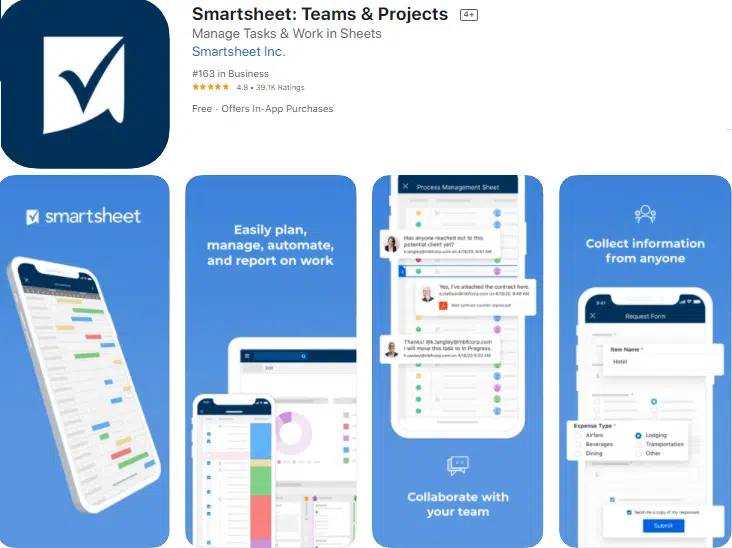 Smartsheet: Teams & Projects 4+
Manage Tasks & Work in Sheets
Smartsheet Inc.
#163 in Business
4.8 • 39.1K Ratings
Free · Offers In-App Purchases
smartsheet
Easily plan,
manage, automate,
and report on work
Process Management Sheet
Has anyone reached out to this
potential client yet?
Yes, I've attached the contract here.
Thanks! @k.tangley@mbfcorp.com
I will move this task to In Progress.
Collaborate with
your team
Collect information
from anyone
9:41
Request Form
Item Name *
Hotel
Expense Type *
Airfare
Lodging
Beverages
Transportation
Dining
Other
Send me a copy of my responses
Submit